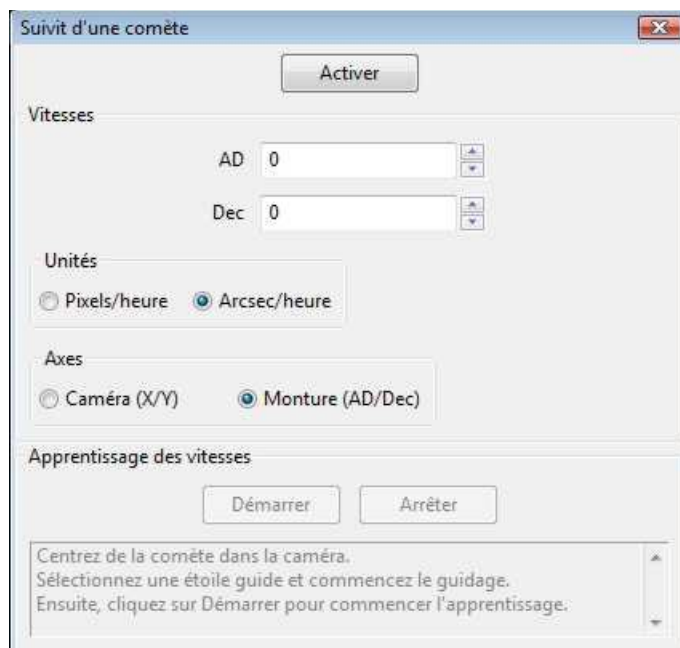 Suivit d'une comète
Activer
Vitesses
AD 0
Dec 0
Unités
Pixels/heure Arcsec/heure
Axes
Caméra (X/Y) Monture (AD/Dec)
Apprentissage des vitesses
Démarrer Arrêter
Centrez de la comète dans la caméra.
Sélectionnez une étoile guide et commencez le guidage.
Ensuite, cliquez sur Démarrer pour commencer l'apprentissage.